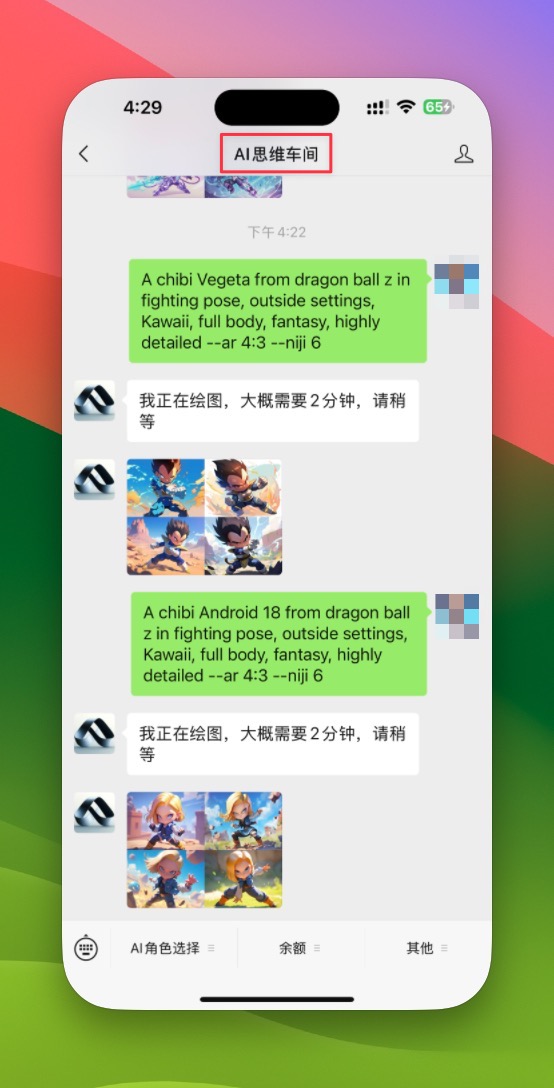 4:29
65
AI思维车间
下午 4:22
A chibi Vegeta from dragon ball z in
fighting pose, outside settings,
Kawaii, full body, fantasy, highly
detailed --ar 4:3 --niji 6
我正在绘图，大概需要2分钟，请稍
等
A chibi Android 18 from dragon ball
z in fighting pose, outside settings,
Kawaii, full body, fantasy, highly
detailed --ar 4:3 --niji 6
我正在绘图，大概需要2分钟，请稍
等
AI角色选择
余额
其他